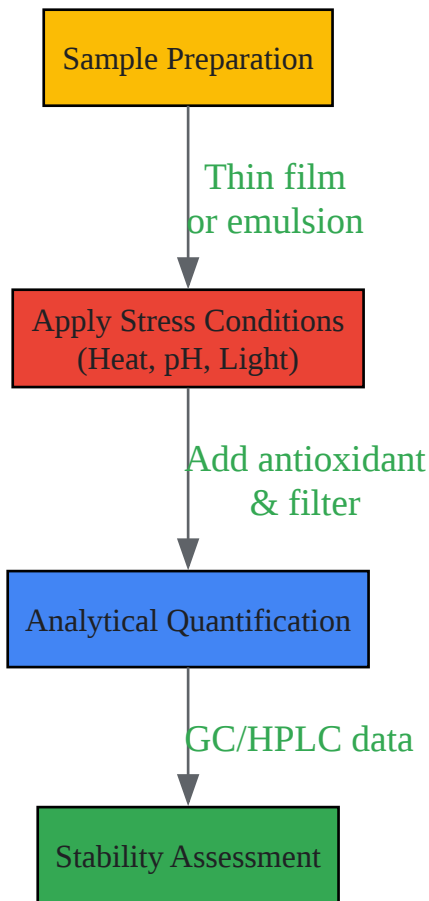 Sample Preparation
Thin film
or emulsion
Apply Stress Conditions
(Heat, pH, Light)
Add antioxidant
& filter
Analytical Quantification
GC/HPLC data
Stability Assessment